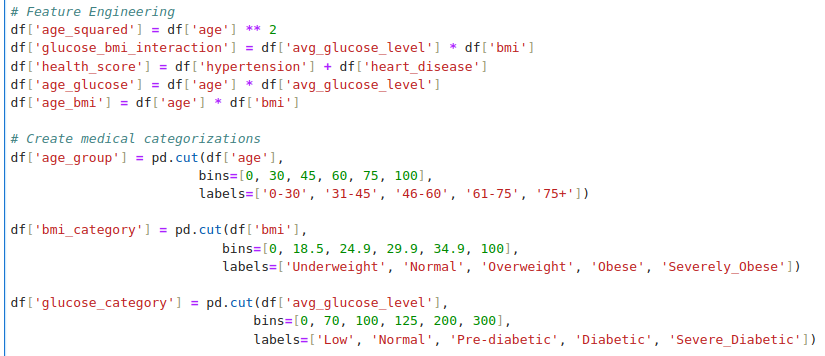 # Feature Engineering
df['age_squared'] = df['age'] ** 2
df['glucose_bmi_interaction'] = df['avg_glucose_level'] * df['bmi']
df['health_score'] = df['hypertension'] + df['heart_disease']
df['age_glucose'] = df['age'] * df['avg_glucose_level']
df['age_bmi'] = df['age'] * df['bmi']

# Create medical categorizations
df['age_group'] = pd.cut(df['age'],
                        bins=[0, 30, 45, 60, 75, 100],
                        labels=['0-30', '31-45', '46-60', '61-75', '75+'])

df['bmi_category'] = pd.cut(df['bmi'],
                           bins=[0, 18.5, 24.9, 29.9, 34.9, 100],
                           labels=['Underweight', 'Normal', 'Overweight', 'Obese', 'Severely_Obese'])

df['glucose_category'] = pd.cut(df['avg_glucose_level'],
                               bins=[0, 70, 100, 125, 200, 300],
                               labels=['Low', 'Normal', 'Pre-diabetic', 'Diabetic', 'Severe_Diabetic'])